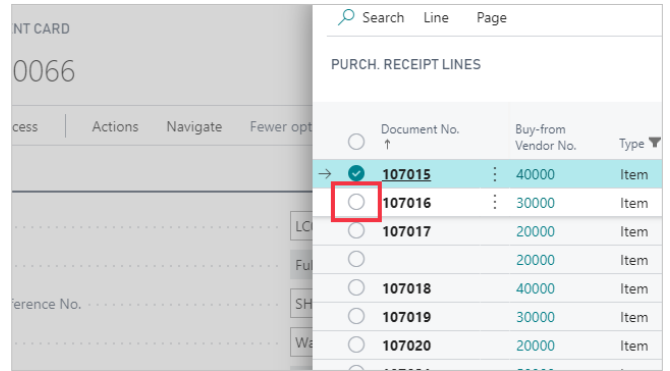 NT CARD
0066
cess Actions Navigate Fewer opt
LC
Ful
erence No. SH
Wa
Search Line Page
PURCH. RECEIPT LINES
Document No. ↑ Buy-from Vendor No. Type
→ 107015 40000 Item
107016 30000 Item
107017 20000 Item
20000 Item
107018 40000 Item
107019 30000 Item
107020 20000 Item